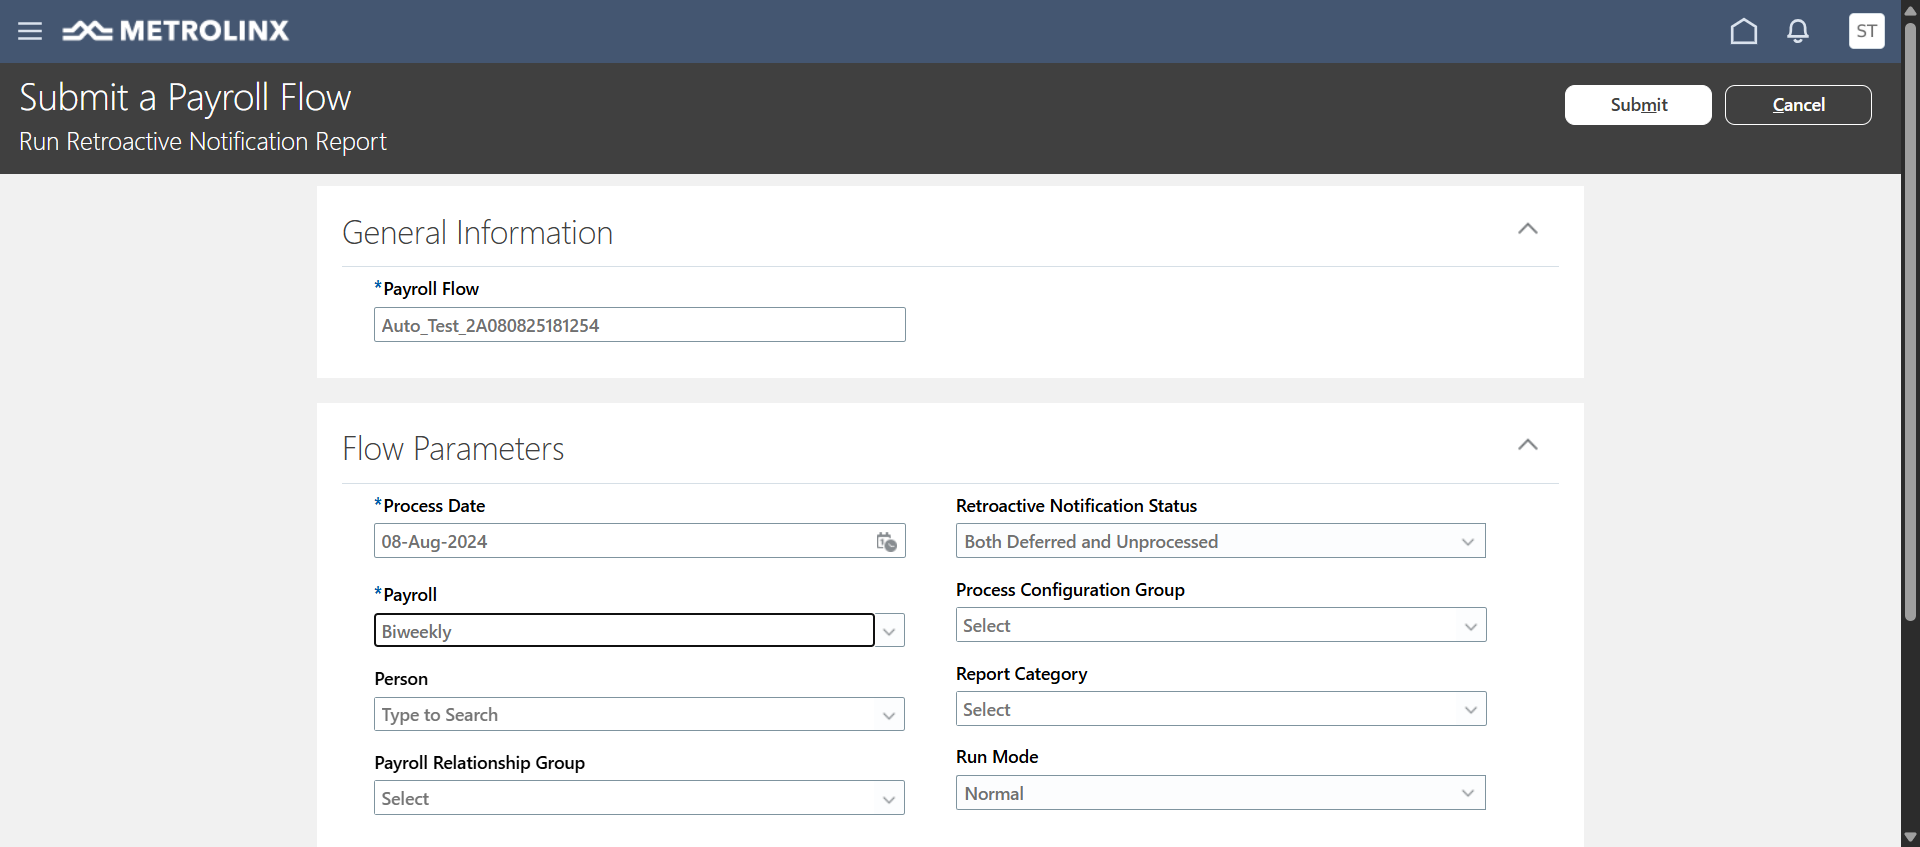 METROLINX
ST
Submit a Payroll Flow
Run Retroactive Notification Report
Submit
Cancel
General Information
*Payroll Flow
Auto_Test_2A080825181254
Flow Parameters
*Process Date
08-Aug-2024
*Payroll
Biweekly
Person
Type to Search
Payroll Relationship Group
Select
Retroactive Notification Status
Both Deferred and Unprocessed
Process Configuration Group
Select
Report Category
Select
Run Mode
Normal